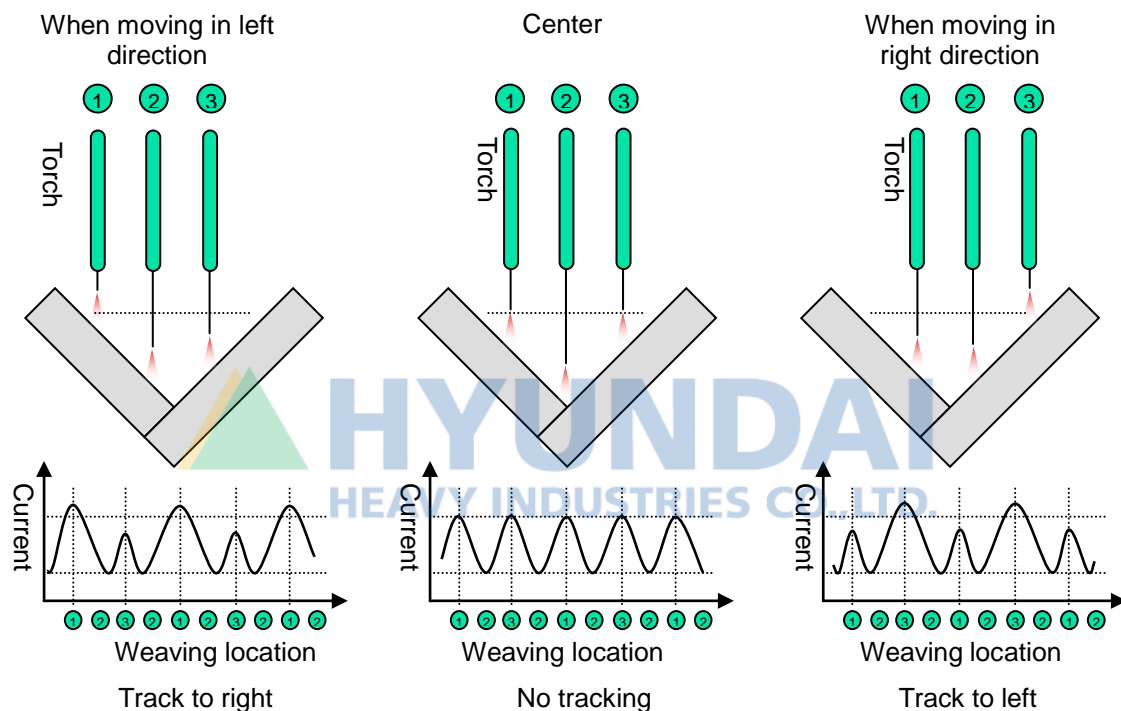 When moving in left
direction
Center
When moving in
right direction
1 2 3
1 2 3
1 2 3
Torch
Torch
Torch
HYUNDAI
HEAVY INDUSTRIES CO.,LTD.
Current
Current
Current
1 2 3 2 1 2 3 2 1 2
1 2 3 2 1 2 3 2 1 2
1 2 3 2 1 2 3 2 1 2
Weaving location
Weaving location
Weaving location
Track to right
No tracking
Track to left